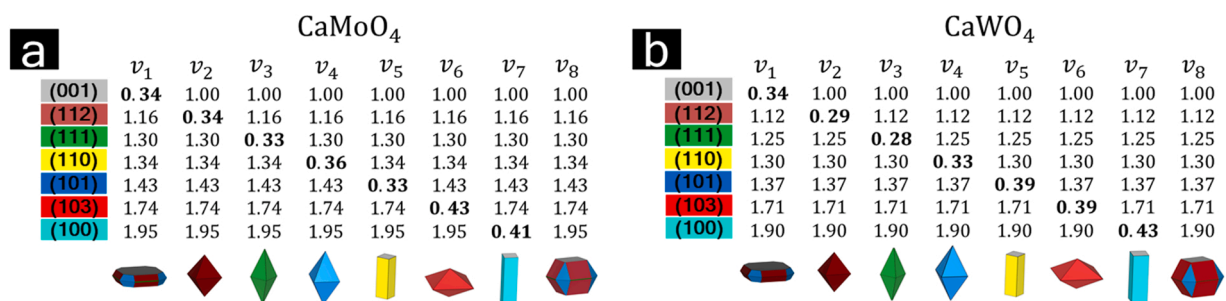 a CaMoO4
v1 v2 v3 v4 v5 v6 v7 v8
(001) 0.34 1.00 1.00 1.00 1.00 1.00 1.00 1.00
(112) 1.16 0.34 1.16 1.16 1.16 1.16 1.16 1.16
(111) 1.30 1.30 0.33 1.30 1.30 1.30 1.30 1.30
(110) 1.34 1.34 1.34 0.36 1.34 1.34 1.34 1.34
(101) 1.43 1.43 1.43 1.43 0.33 1.43 1.43 1.43
(103) 1.74 1.74 1.74 1.74 1.74 0.43 1.74 1.74
(100) 1.95 1.95 1.95 1.95 1.95 1.95 0.41 1.95
b CaWO4
v1 v2 v3 v4 v5 v6 v7 v8
(001) 0.34 1.00 1.00 1.00 1.00 1.00 1.00 1.00
(112) 1.12 0.29 1.12 1.12 1.12 1.12 1.12 1.12
(111) 1.25 1.25 0.28 1.25 1.25 1.25 1.25 1.25
(110) 1.30 1.30 1.30 0.33 1.30 1.30 1.30 1.30
(101) 1.37 1.37 1.37 1.37 0.39 1.37 1.37 1.37
(103) 1.71 1.71 1.71 1.71 1.71 0.39 1.71 1.71
(100) 1.90 1.90 1.90 1.90 1.90 1.90 0.43 1.90